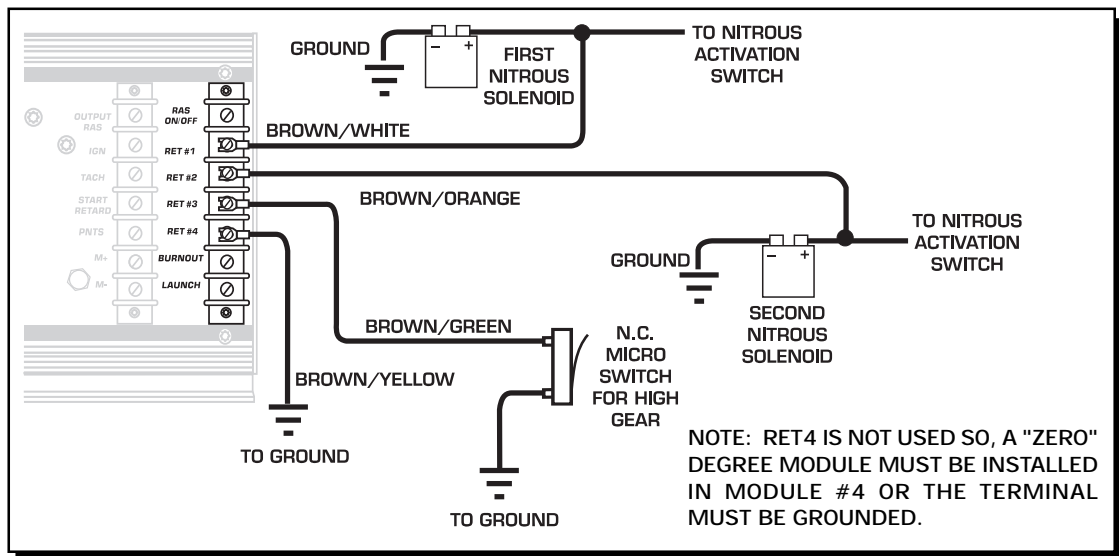 GROUND
FIRST
NITROUS
SOLENOID
TO NITROUS
ACTIVATION
SWITCH
OUTPUT
RAS
IGN
TACH
START
RETARD
PNTS
M+
M-
RAS
ON/OFF
RET #1
RET #2
RET #3
RET #4
BURNOUT
LAUNCH
- +
BROWN/WHITE
BROWN/ORANGE
TO NITROUS
ACTIVATION
SWITCH
GROUND
- +
SECOND
NITROUS
SOLENOID
BROWN/GREEN
N.C.
MICRO
SWITCH
FOR HIGH
GEAR
BROWN/YELLOW
TO GROUND
TO GROUND
NOTE: RET4 IS NOT USED SO, A "ZERO"
DEGREE MODULE MUST BE INSTALLED
IN MODULE #4 OR THE TERMINAL
MUST BE GROUNDED.